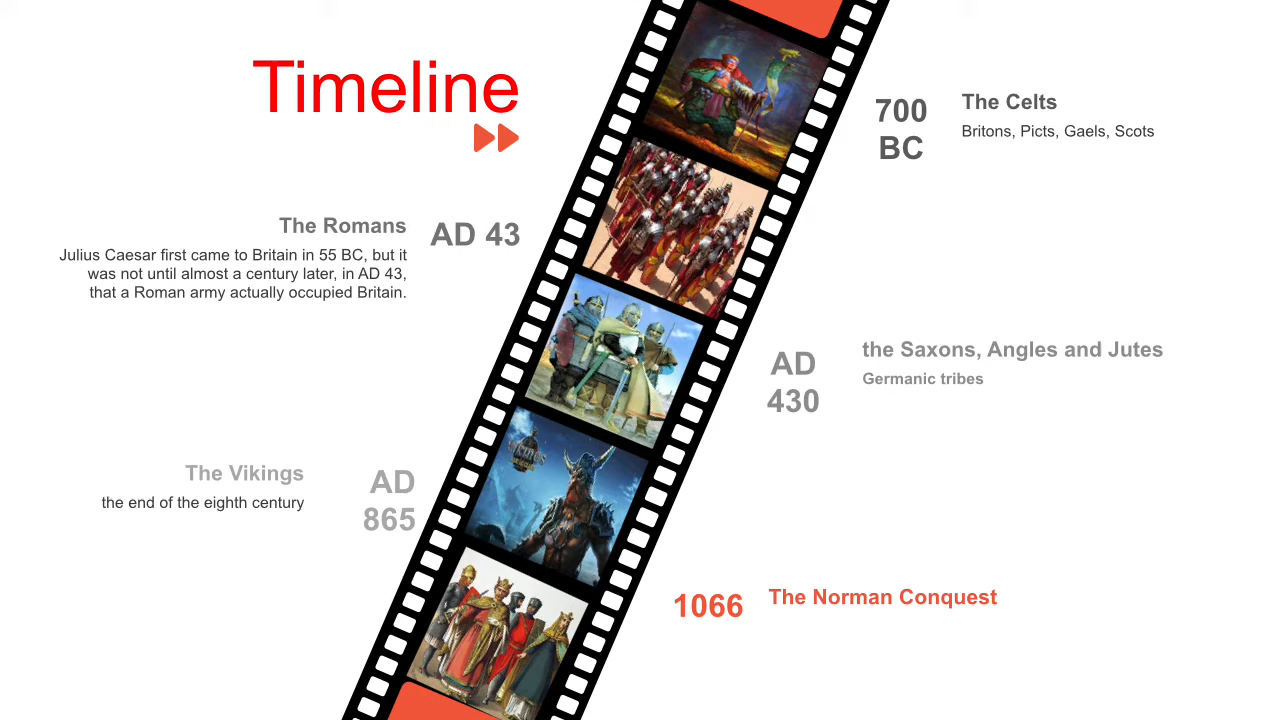 Timeline
700
BC
The Celts
Britons, Picts, Gaels, Scots
The Romans
AD 43
Julius Caesar first came to Britain in 55 BC, but it
was not until almost a century later, in AD 43,
that a Roman army actually occupied Britain.
AD
430
the Saxons, Angles and Jutes
Germanic tribes
The Vikings
the end of the eighth century
AD
865
1066
The Norman Conquest